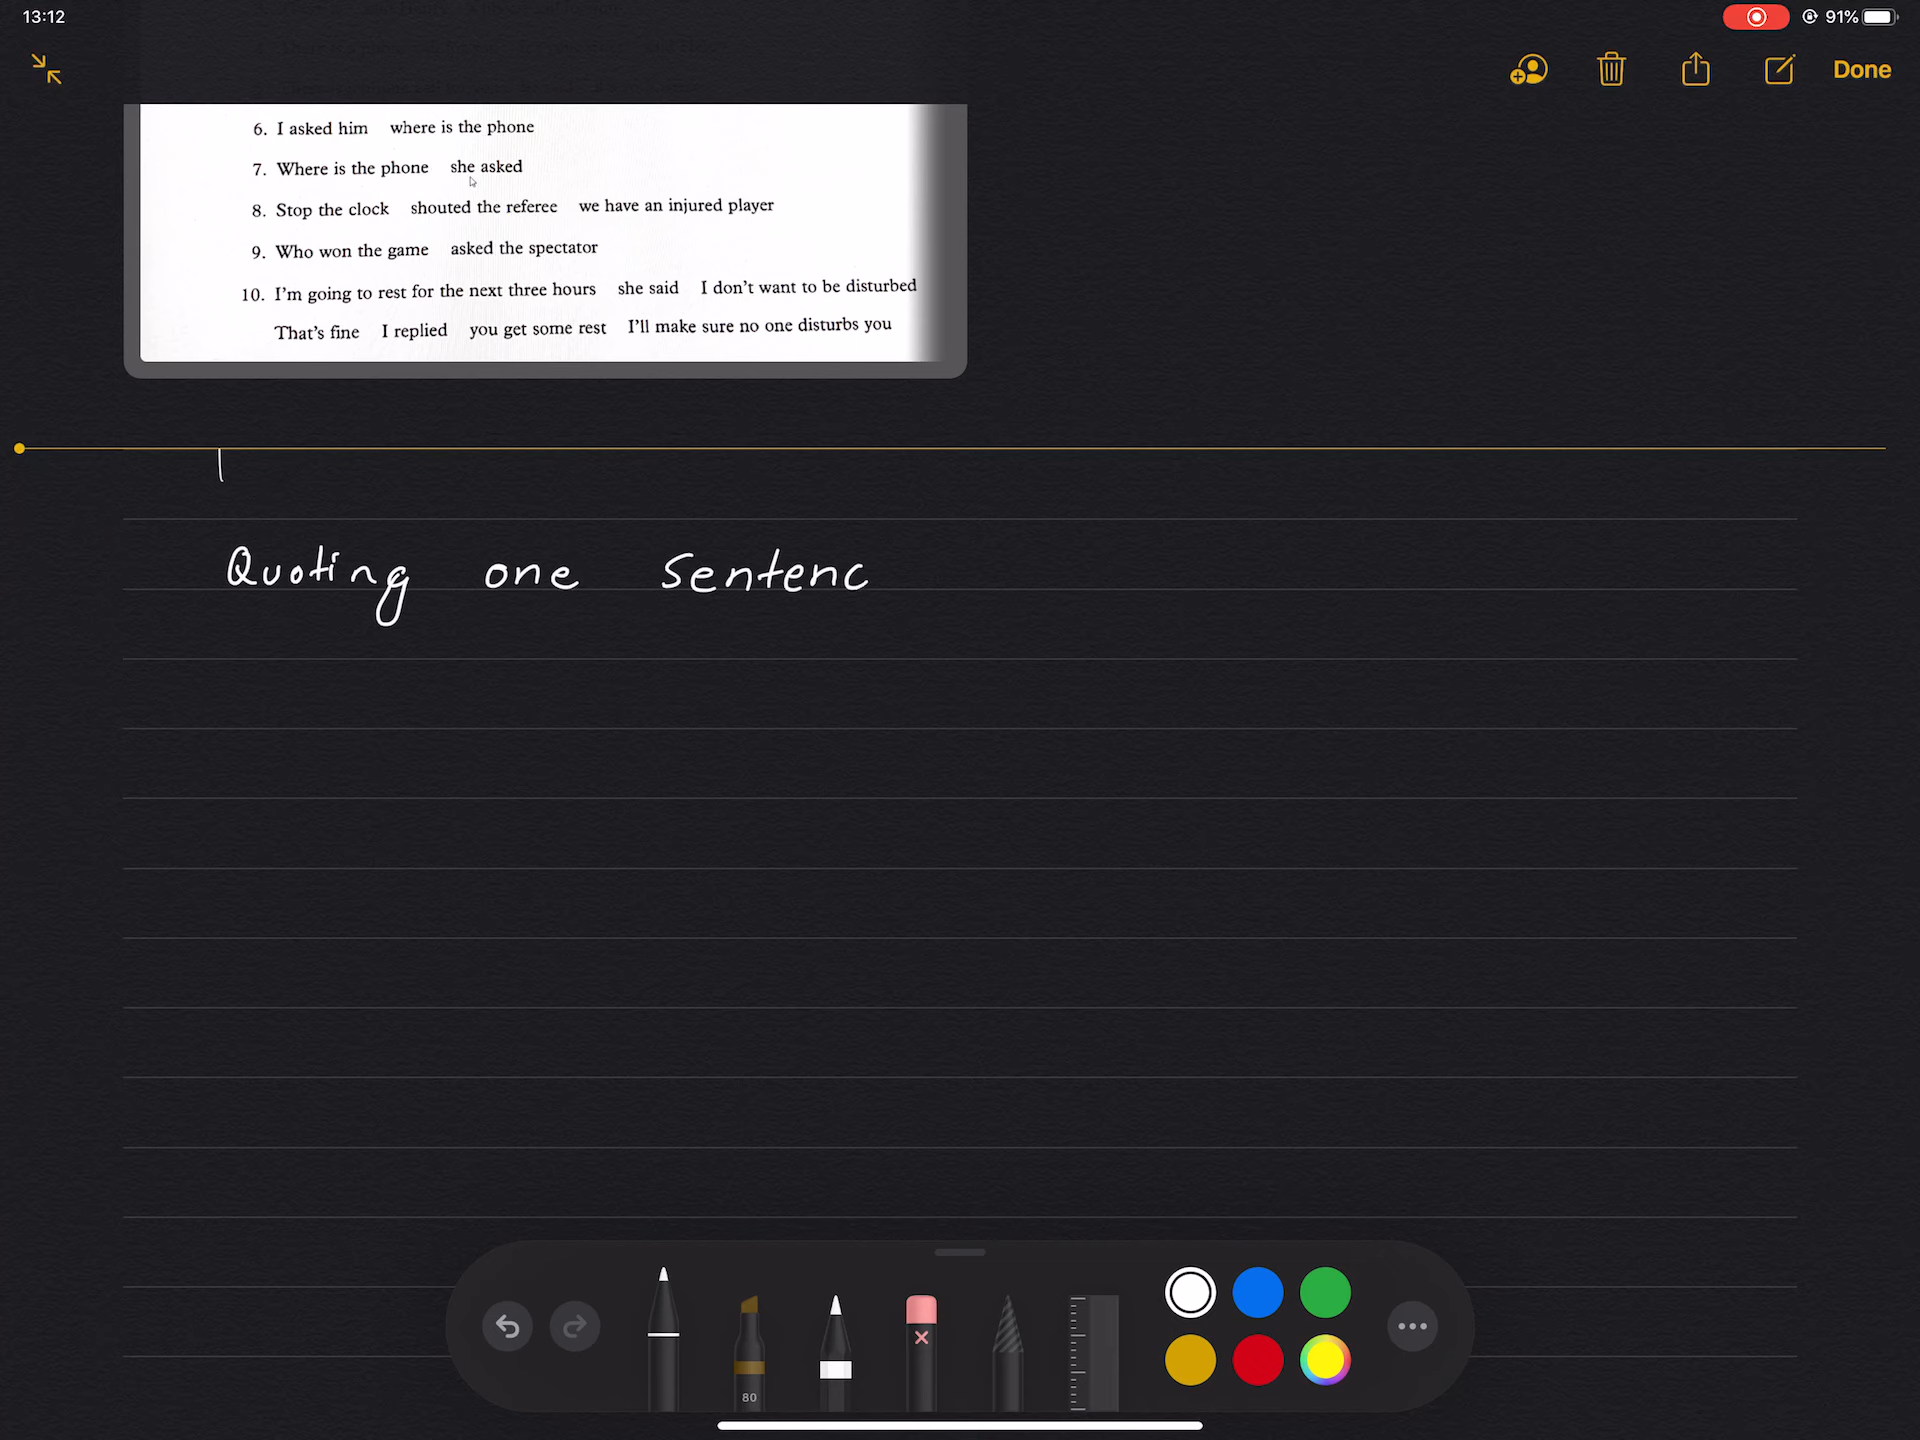 13:12
91%
Done
6. I asked him where is the phone
7. Where is the phone she asked
8. Stop the clock shouted the referee we have an injured player
9. Who won the game asked the spectator
10. I'm going to rest for the next three hours she said I don't want to be disturbed
That's fine I replied you get some rest I'll make sure no one disturbs you
Quoting one Sentenc
80